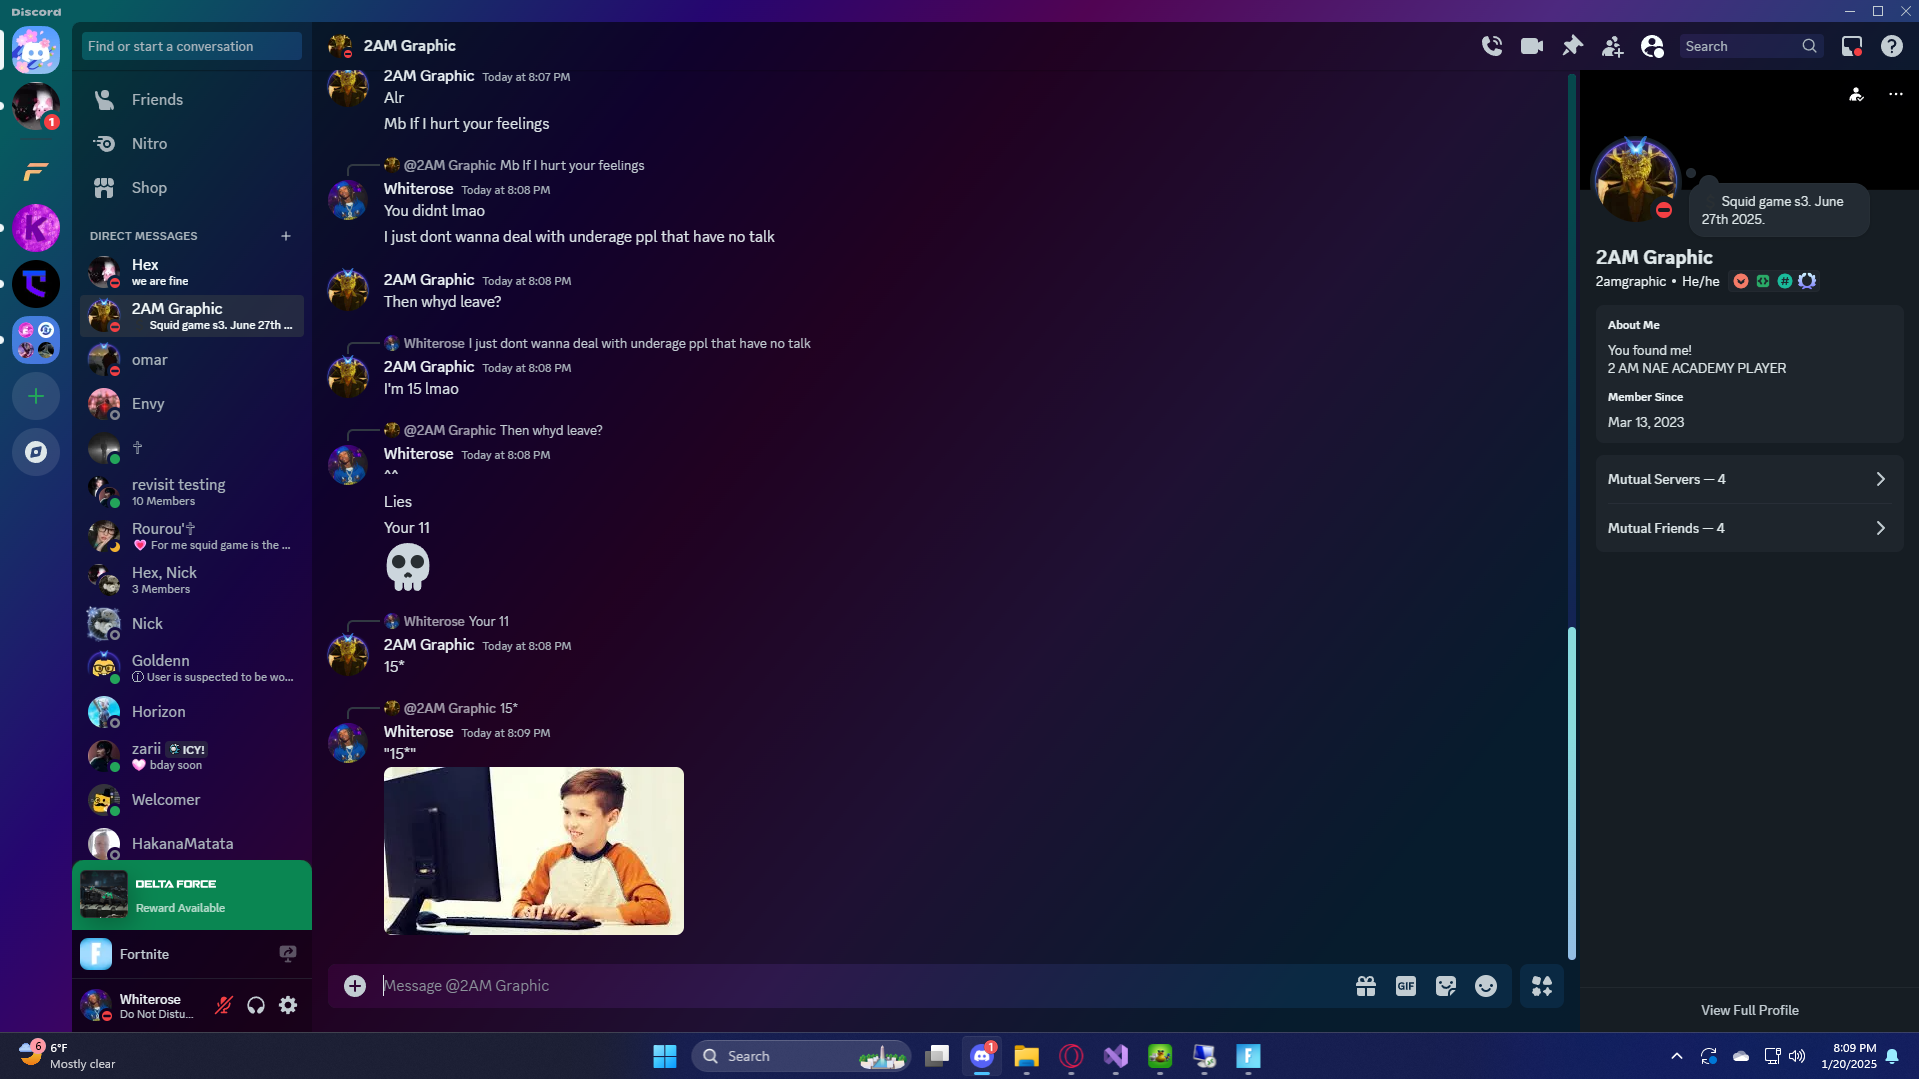 Discord
Find or start a conversation
Friends
Nitro
Shop
DIRECT MESSAGES
Hex
we are fine
2AM Graphic
Squid game s3. June 27th ...
omar
Envy
✞
revisit testing
10 Members
Rourou'✞
For me squid game is the ...
Hex, Nick
3 Members
Nick
Goldenn
User is suspected to be wo...
Horizon
zarii ICY!
bday soon
Welcomer
HakanaMatata
DELTA FORCE
Reward Available
Fortnite
Whiterose
Do Not Distu...
1
2AM Graphic
Search
2AM Graphic Today at 8:07 PM
Alr
Mb If I hurt your feelings
@2AM Graphic Mb If I hurt your feelings
Whiterose Today at 8:08 PM
You didnt lmao
I just dont wanna deal with underage ppl that have no talk
2AM Graphic Today at 8:08 PM
Then whyd leave?
Whiterose I just dont wanna deal with underage ppl that have no talk
2AM Graphic Today at 8:08 PM
I'm 15 lmao
@2AM Graphic Then whyd leave?
Whiterose Today at 8:08 PM
^^
Lies
Your 11
Whiterose Your 11
2AM Graphic Today at 8:08 PM
15*
@2AM Graphic 15*
Whiterose Today at 8:09 PM
"15*"
Message @2AM Graphic
GIF
Squid game s3. June
27th 2025.
2AM Graphic
2amgraphic • He/he
About Me
You found me!
2 AM NAE ACADEMY PLAYER
Member Since
Mar 13, 2023
Mutual Servers — 4
Mutual Friends — 4
View Full Profile
6
6°F
Mostly clear
Search
1
8:09 PM
1/20/2025